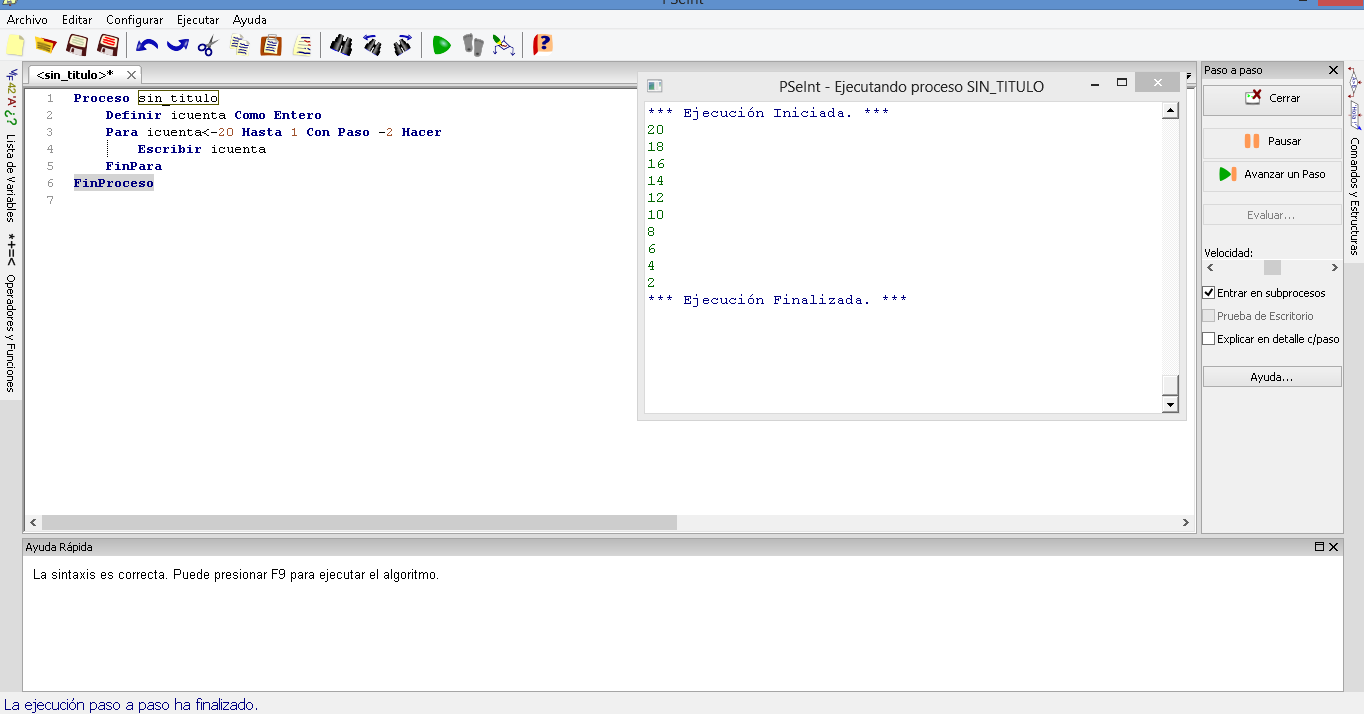 PSeInt
Archivo Editar Configurar Ejecutar Ayuda
<sin_titulo>*
1 Proceso sin_titulo
2 Definir icuenta Como Entero
3 Para icuenta<-20 Hasta 1 Con Paso -2 Hacer
4 Escribir icuenta
5 FinPara
6 FinProceso
7
42 'A' ¿?
Lista de Variables
*+=<
Operadores y Funciones
PSeInt - Ejecutando proceso SIN_TITULO
*** Ejecución Iniciada. ***
20
18
16
14
12
10
8
6
4
2
*** Ejecución Finalizada. ***
Paso a paso
Cerrar
Pausar
Avanzar un Paso
Evaluar...
Velocidad:
Entrar en subprocesos
Prueba de Escritorio
Explicar en detalle c/paso
Ayuda...
Comandos y Estructuras
Ayuda Rápida
La sintaxis es correcta. Puede presionar F9 para ejecutar el algoritmo.
La ejecución paso a paso ha finalizado.